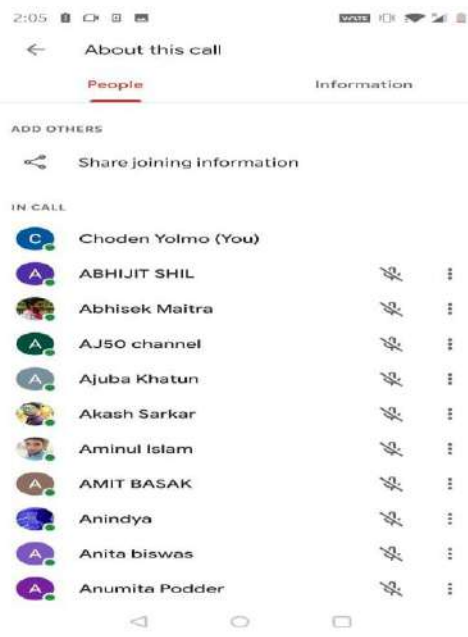 2:05
VoLTE
About this call
People Information
ADD OTHERS
Share joining information
IN CALL
C Choden Yolmo (You)
A ABHIJIT SHIL
Abhisek Maitra
A AJ50 channel
A Ajuba Khatun
Akash Sarkar
Aminul Islam
A AMIT BASAK
Anindya
A Anita biswas
A Anumita Podder